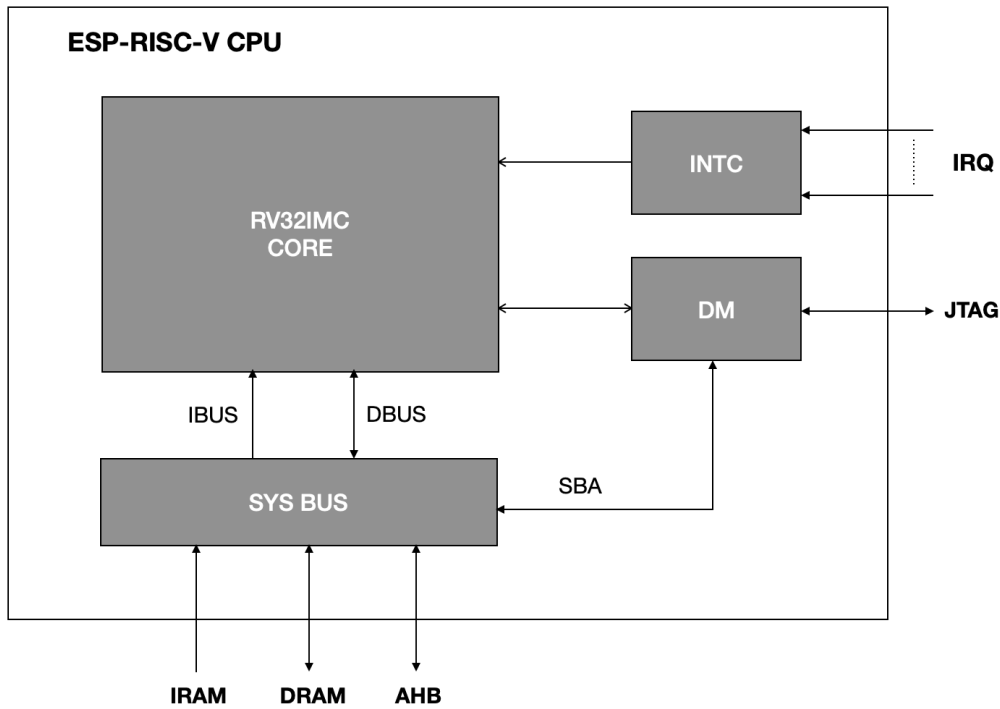 ESP-RISC-V CPU
RV32IMC
CORE
INTC
IRQ
DM
JTAG
IBUS
DBUS
SBA
SYS BUS
IRAM
DRAM
AHB